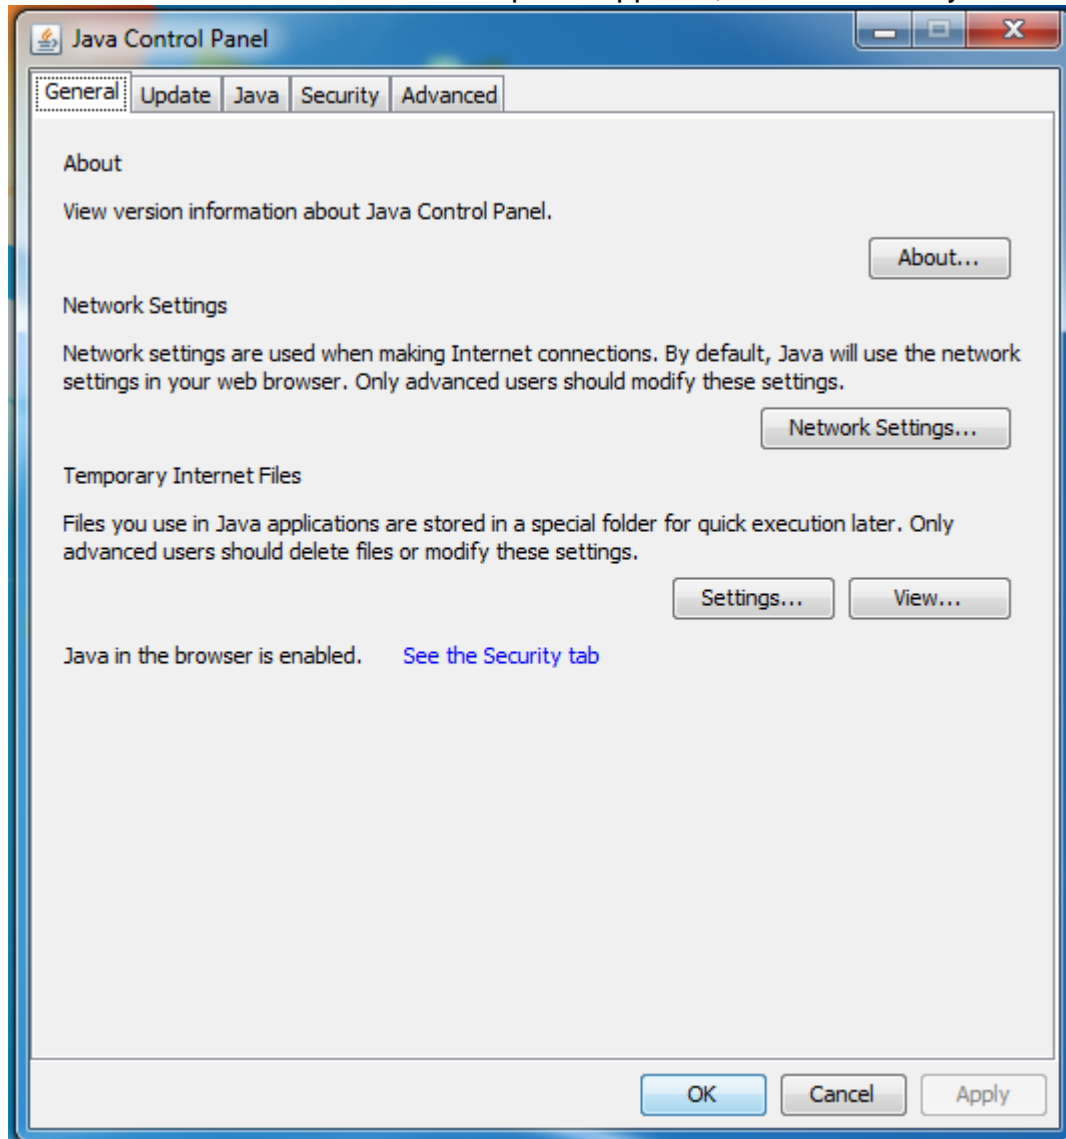 Java Control Panel
General Update Java Security Advanced
About
View version information about Java Control Panel.
About...
Network Settings
Network settings are used when making Internet connections. By default, Java will use the network
settings in your web browser. Only advanced users should modify these settings.
Network Settings...
Temporary Internet Files
Files you use in Java applications are stored in a special folder for quick execution later. Only
advanced users should delete files or modify these settings.
Settings... View...
Java in the browser is enabled. See the Security tab
OK Cancel Apply